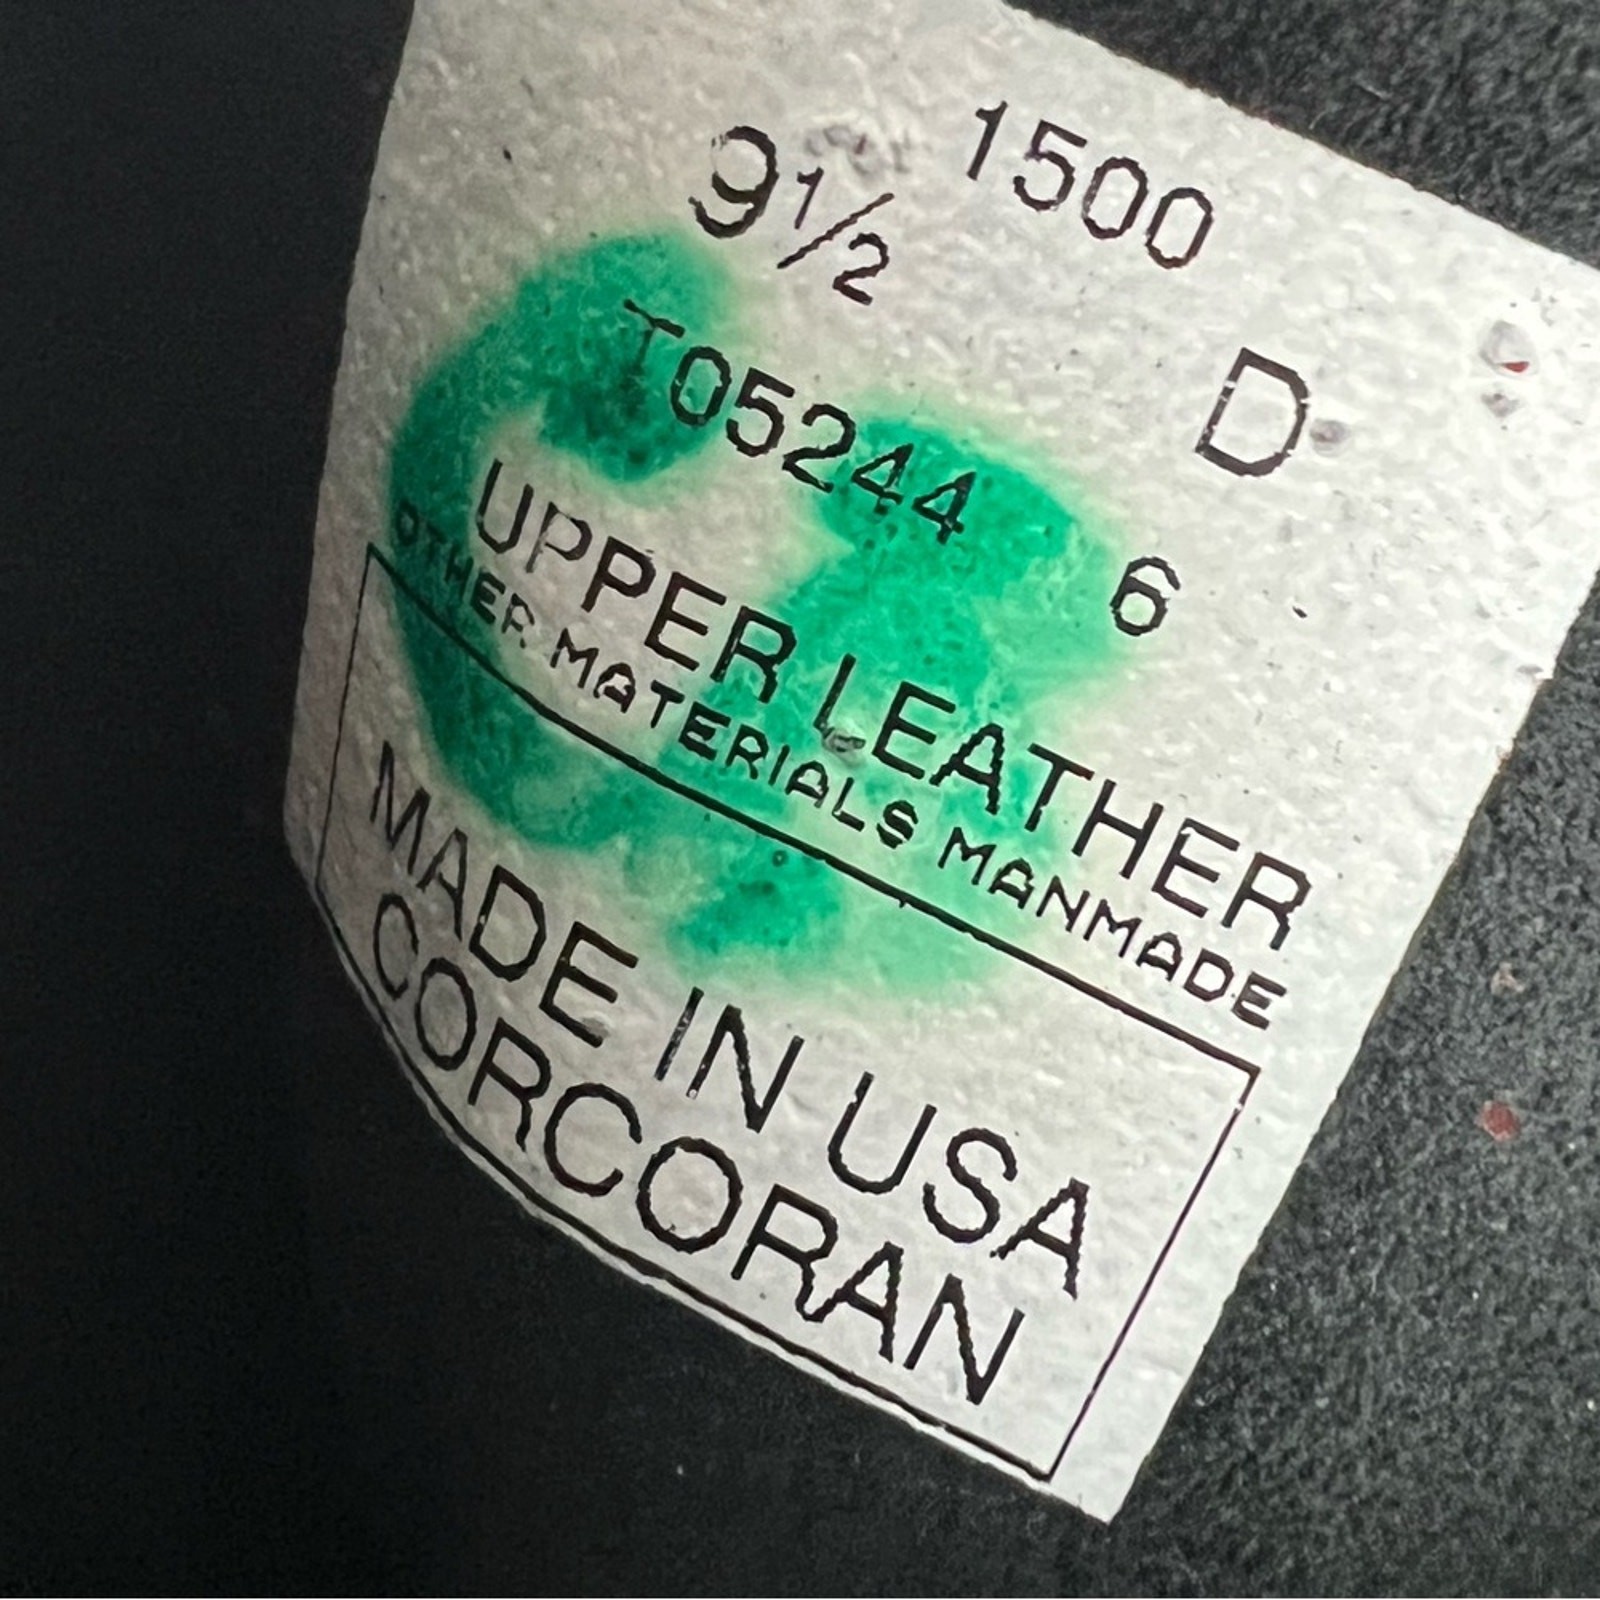 1500
9½ D
T05244 6
UPPER LEATHER
OTHER MATERIALS MANMADE
MADE IN USA
CORCORAN